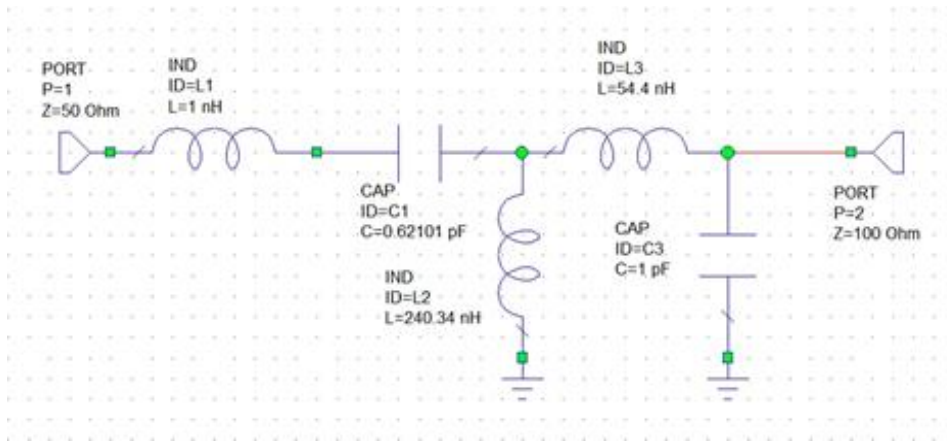 PORT
P=1
Z=50 Ohm
IND
ID=L1
L=1 nH
IND
ID=L3
L=54.4 nH
CAP
ID=C1
C=0.62101 pF
IND
ID=L2
L=240.34 nH
CAP
ID=C3
C=1 pF
PORT
P=2
Z=100 Ohm